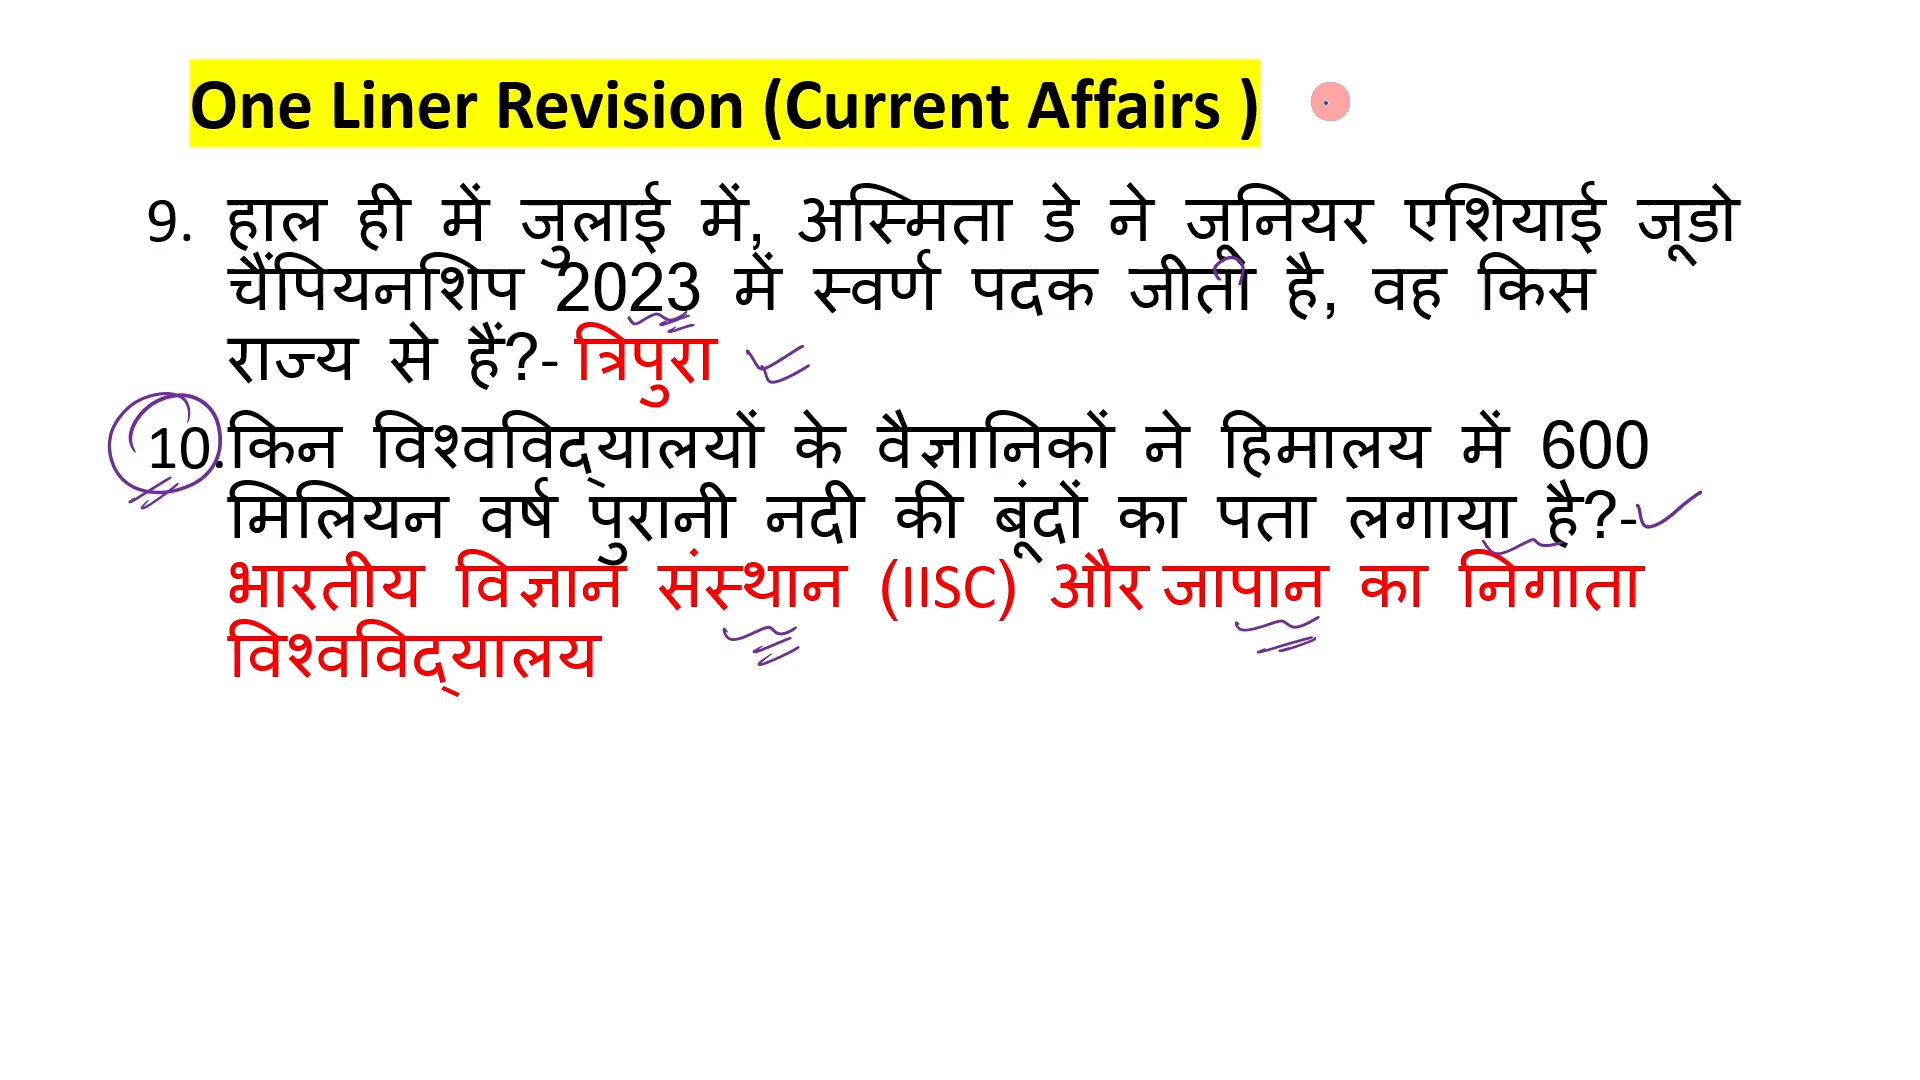 One Liner Revision (Current Affairs )
9. हाल ही में जुलाई में, अस्मिता डे ने जूनियर एशियाई जूडो
चैंपियनशिप 2023 में स्वर्ण पदक जीती है, वह किस
राज्य से हैं?- त्रिपुरा
10.किन विश्वविद्यालयों के वैज्ञानिकों ने हिमालय में 600
मिलियन वर्ष पुरानी नदी की बूंदों का पता लगाया है?-
भारतीय विज्ञान संस्थान (IISC) और जापान का निगाता
विश्वविद्यालय